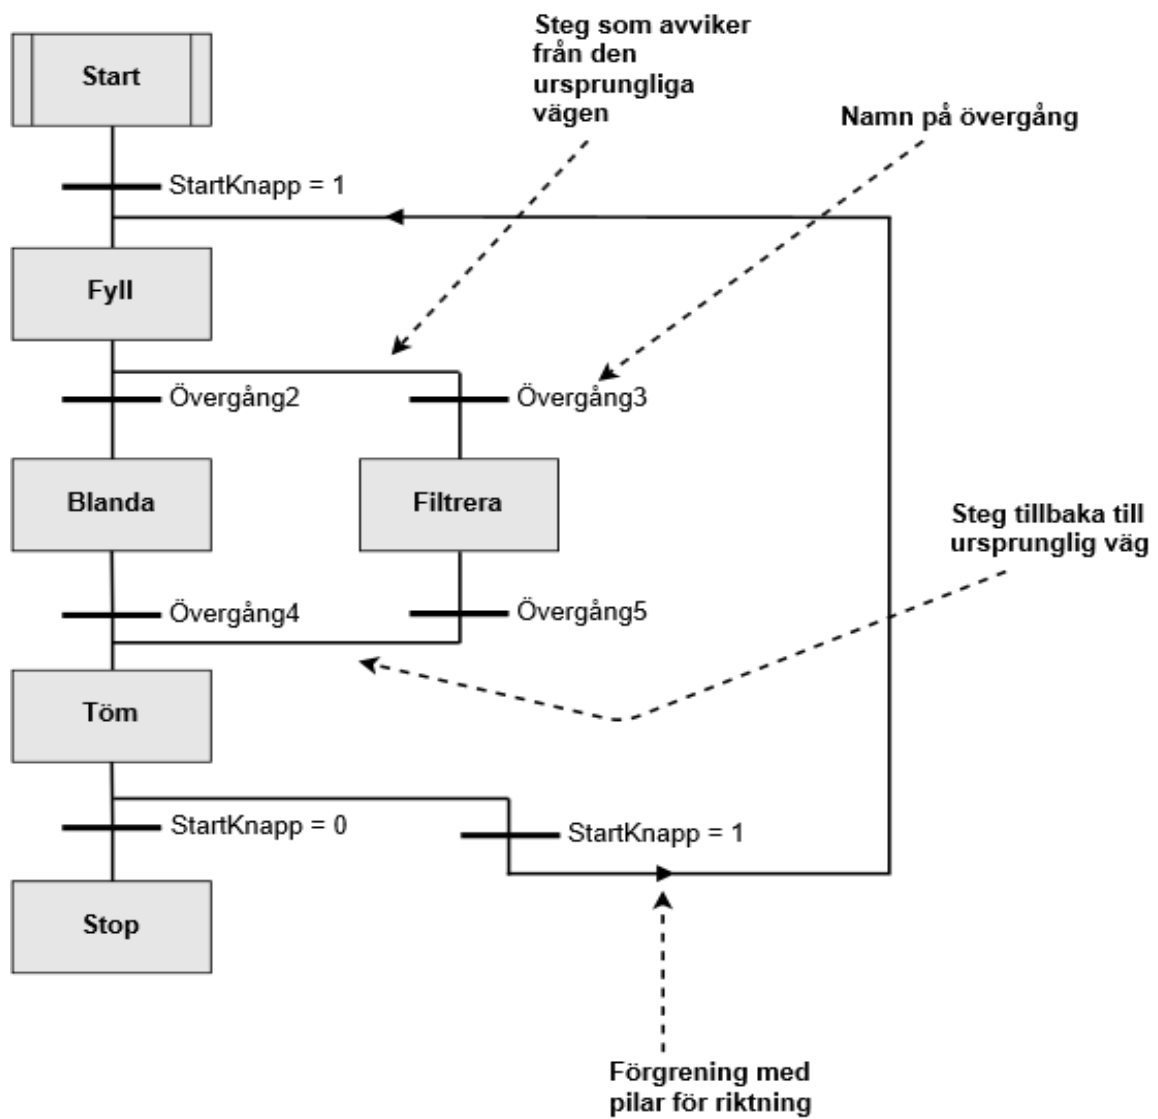 Steg som avviker
från den
ursprungliga
vägen
Start
Namn på övergång
StartKnapp = 1
Fyll
Övergång2
Övergång3
Blanda
Filtrera
Steg tillbaka till
ursprunglig väg
Övergång4
Övergång5
Töm
StartKnapp = 0
StartKnapp = 1
Stop
Förgrening med
pilar för riktning